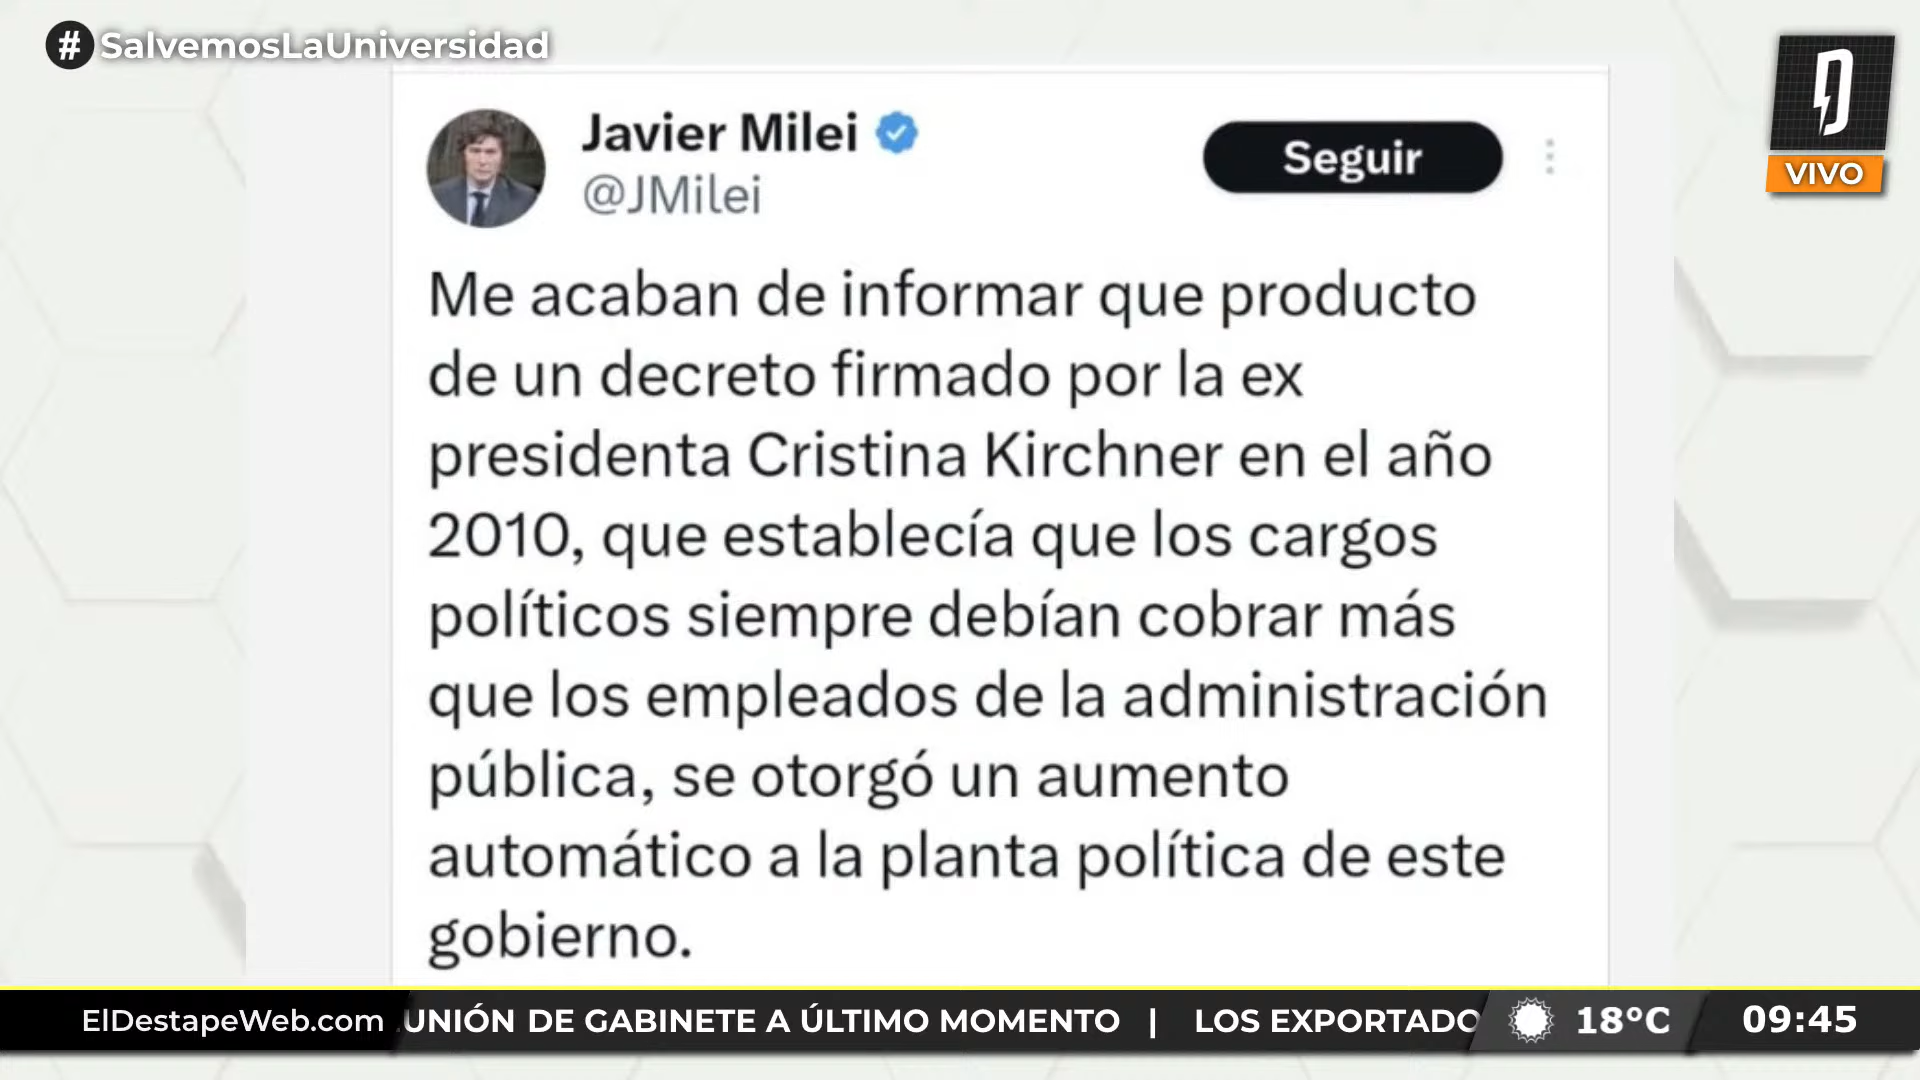 # SalvemosLaUniversidad
VIVO
Javier Milei
@JMilei
Seguir
Me acaban de informar que producto
de un decreto firmado por la ex
presidenta Cristina Kirchner en el año
2010, que establecía que los cargos
políticos siempre debían cobrar más
que los empleados de la administración
pública, se otorgó un aumento
automático a la planta política de este
gobierno.
ElDestapeWeb.com
UNIÓN DE GABINETE A ÚLTIMO MOMENTO | LOS EXPORTADO
18°C
09:45